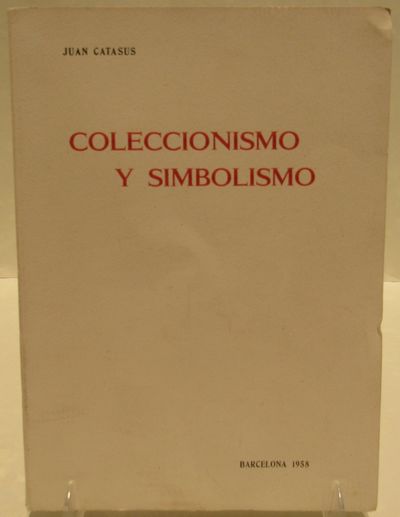 JUAN CATASUS
COLECCIONISMO
Y SIMBOLISMO
BARCELONA 1958